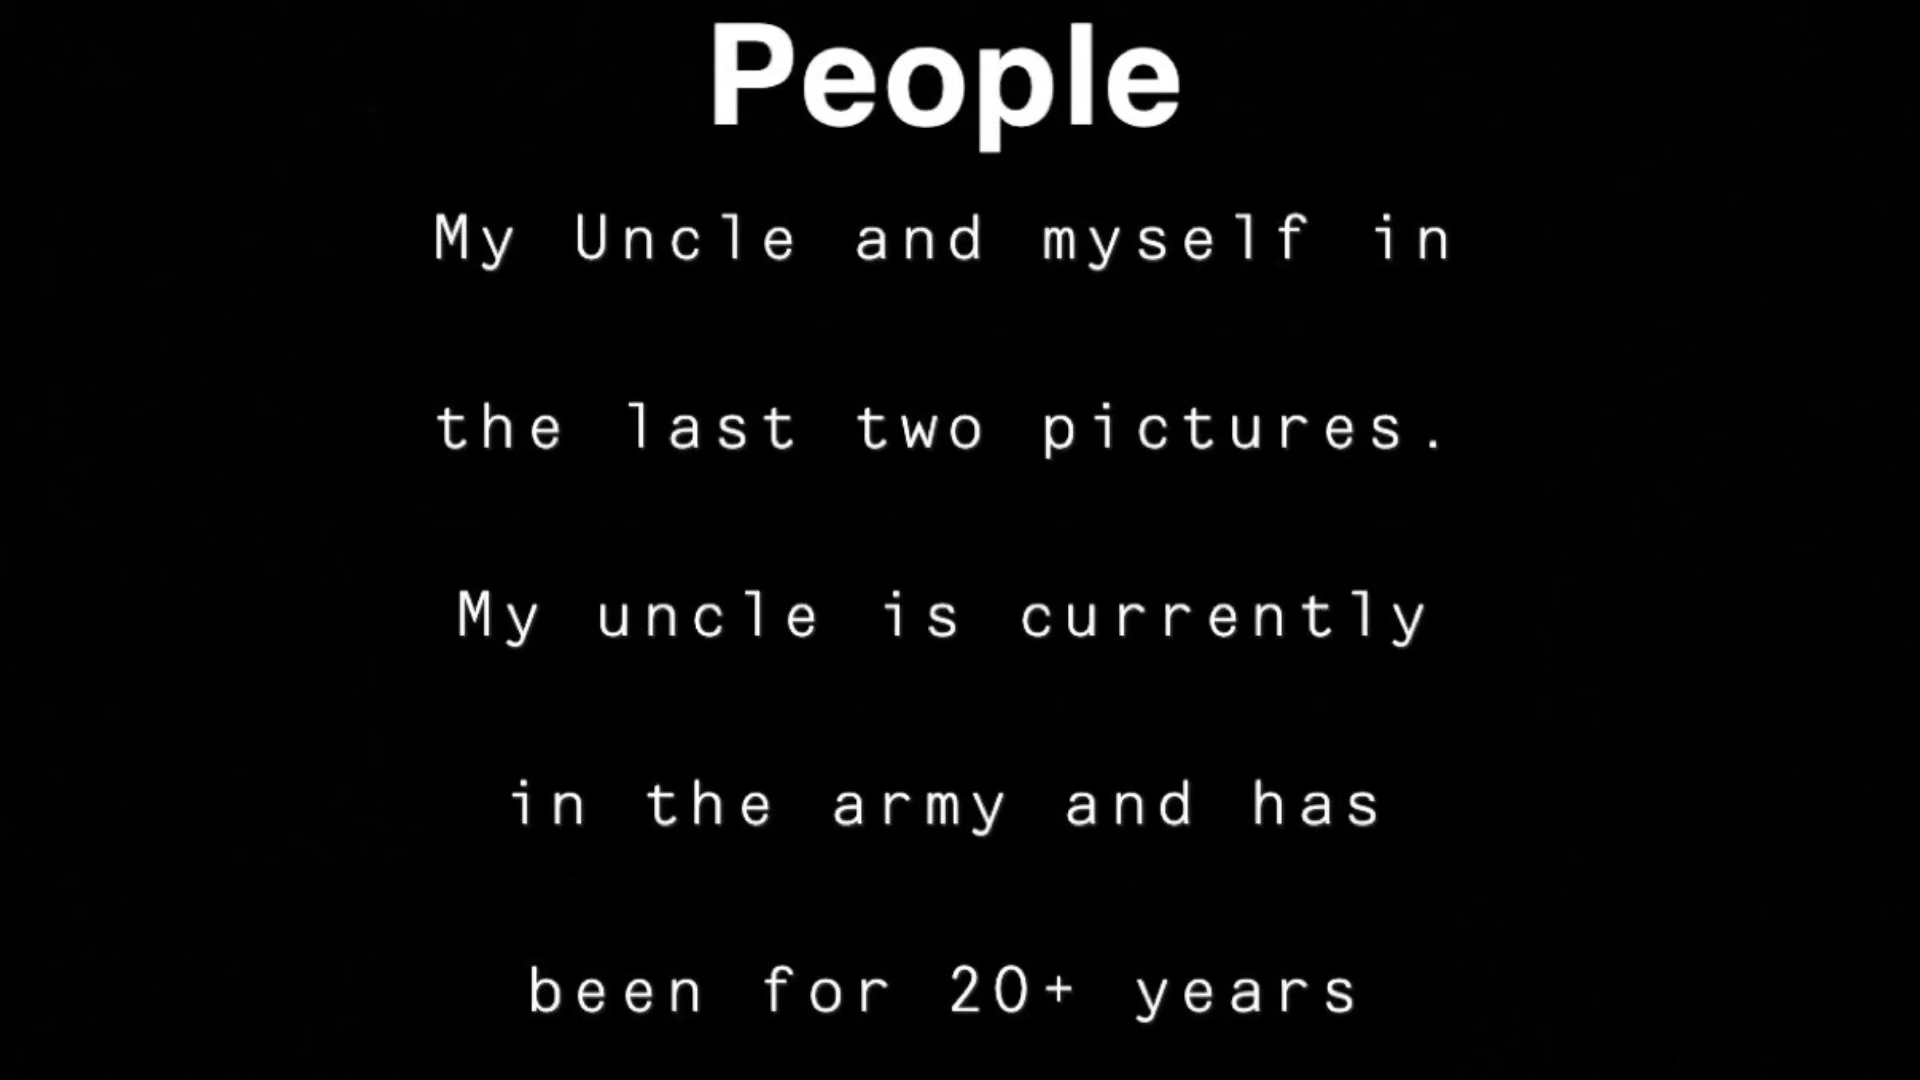 People
My Uncle and myself in
the last two pictures.
My uncle is currently
in the army and has
been for 20+ years